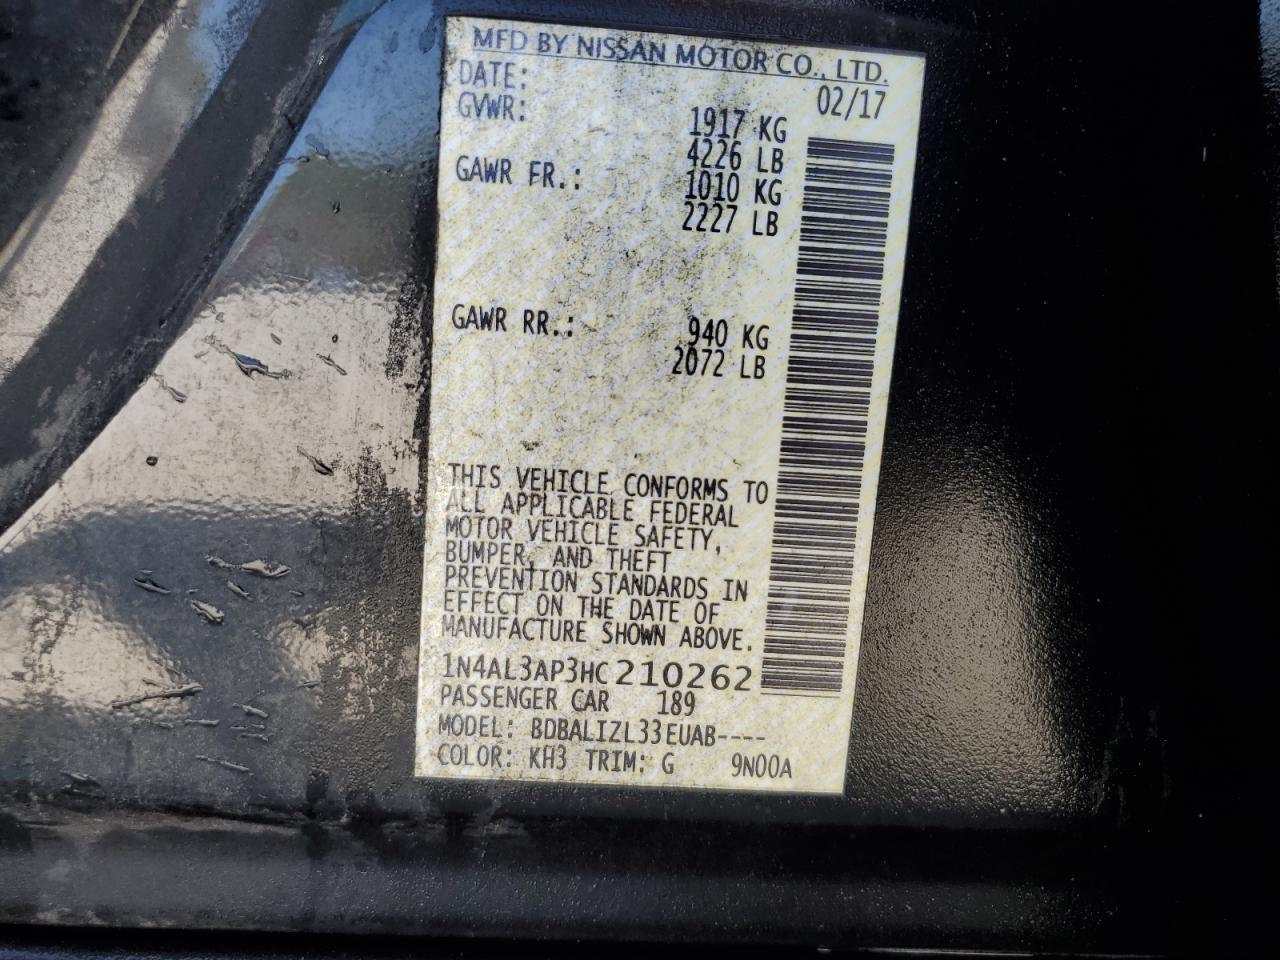 MFD BY NISSAN MOTOR CO., LTD.
DATE: 02/17
GVWR: 1917 KG
4226 LB
GAWR FR.: 1010 KG
2227 LB
GAWR RR.: 940 KG
2072 LB
THIS VEHICLE CONFORMS TO
ALL APPLICABLE FEDERAL
MOTOR VEHICLE SAFETY,
BUMPER, AND THEFT
PREVENTION STANDARDS IN
EFFECT ON THE DATE OF
MANUFACTURE SHOWN ABOVE.
1N4AL3AP3HC210262
PASSENGER CAR 189
MODEL: BDBALIZL33EUAB----
COLOR: KH3 TRIM: G 9N00A